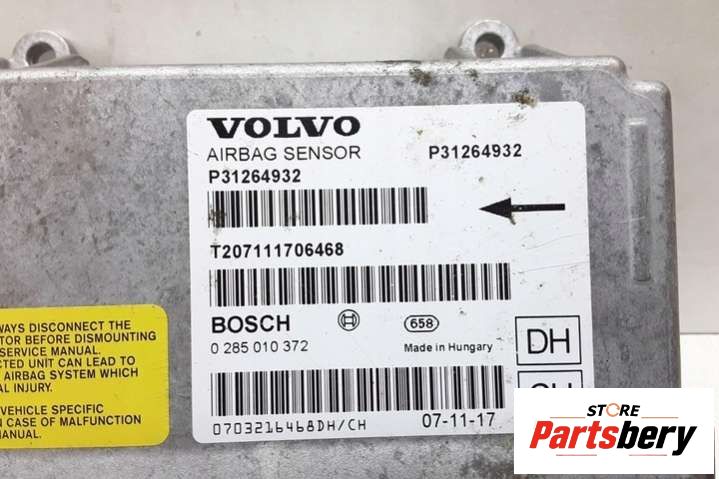 VOLVO
AIRBAG SENSOR P31264932
P31264932
T207111706468
BOSCH 658
0 285 010 372 Made in Hungary
DH
0703216468DH/CH 07-11-17
WAYS DISCONNECT THE
TOR BEFORE DISMOUNTING
SERVICE MANUAL.
CTED UNIT CAN LEAD TO
AIRBAG SYSTEM WHICH
AL INJURY.
VEHICLE SPECIFIC
N CASE OF MALFUNCTION
MANUAL.
STORE
Partsbery